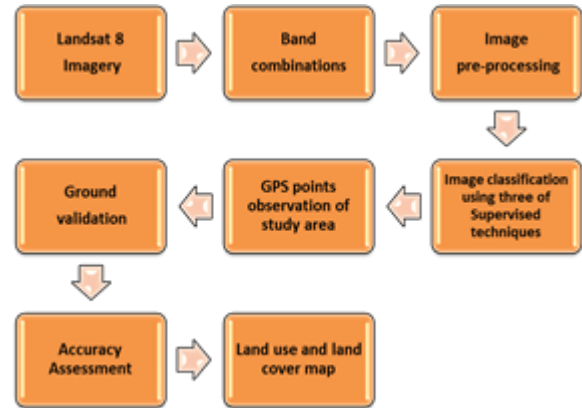 Landsat 8
Imagery
Band
combinations
Image
pre-processing
Image classification
using three of
Supervised
techniques
GPS points
observation of
study area
Ground
validation
Accuracy
Assessment
Land use and land
cover map